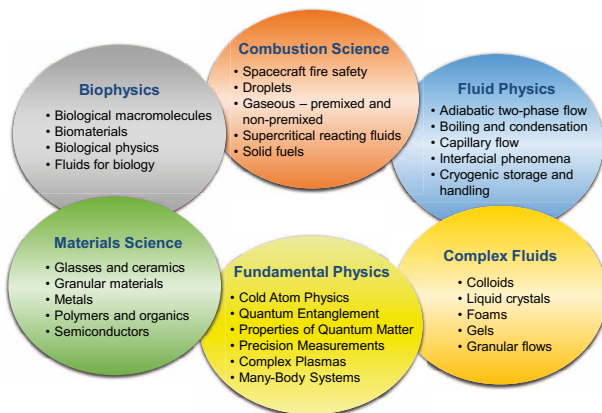 Biophysics
• Biological macromolecules
• Biomaterials
• Biological physics
• Fluids for biology
Combustion Science
• Spacecraft fire safety
• Droplets
• Gaseous – premixed and
non-premixed
• Supercritical reacting fluids
• Solid fuels
Fluid Physics
• Adiabatic two-phase flow
• Boiling and condensation
• Capillary flow
• Interfacial phenomena
• Cryogenic storage and
handling
Materials Science
• Glasses and ceramics
• Granular materials
• Metals
• Polymers and organics
• Semiconductors
Fundamental Physics
• Cold Atom Physics
• Quantum Entanglement
• Properties of Quantum Matter
• Precision Measurements
• Complex Plasmas
• Many-Body Systems
Complex Fluids
• Colloids
• Liquid crystals
• Foams
• Gels
• Granular flows